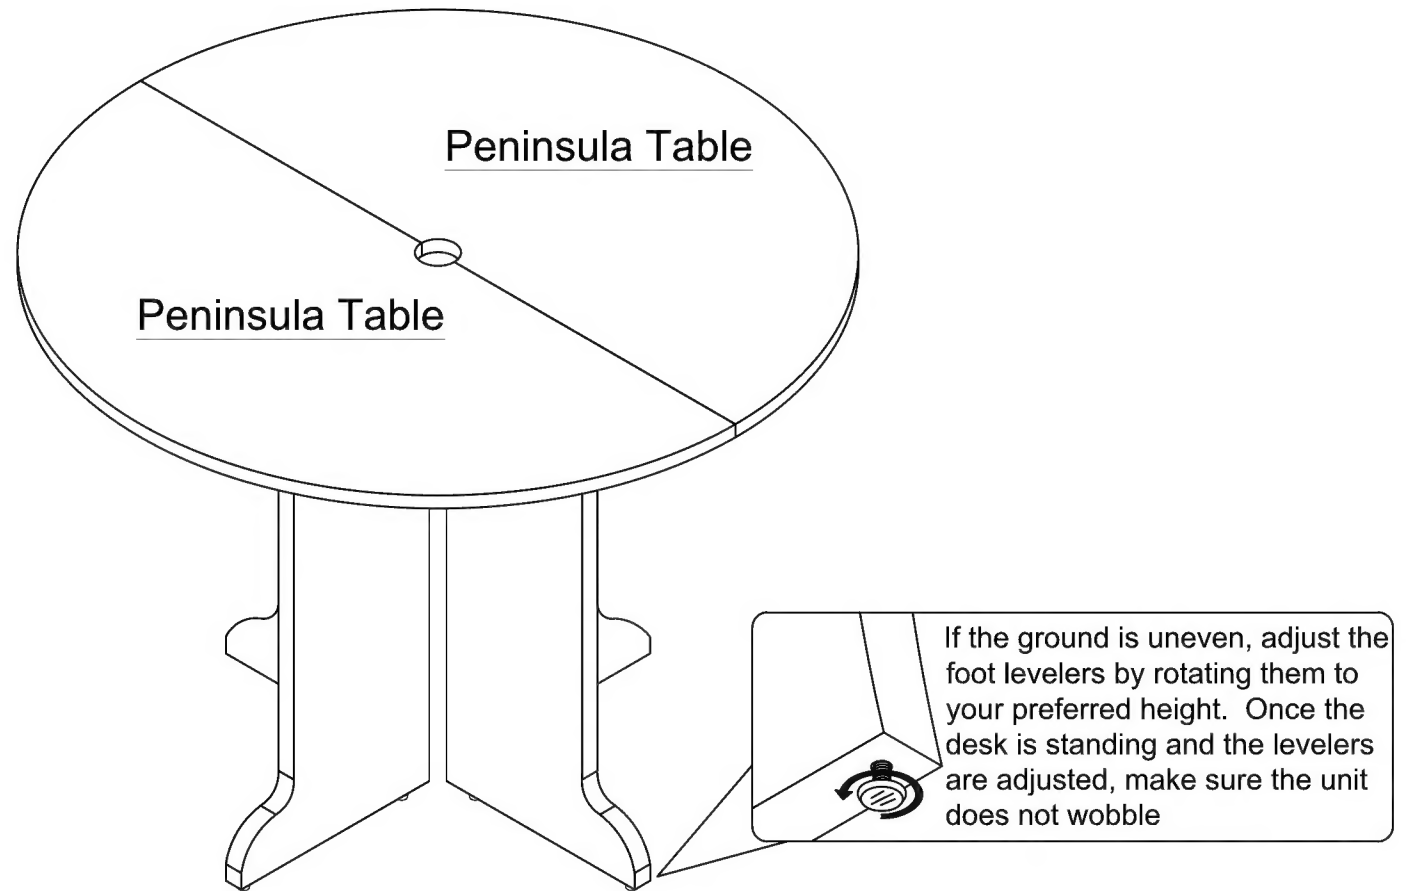 Peninsula Table
Peninsula Table
If the ground is uneven, adjust the
foot levelers by rotating them to
your preferred height.  Once the
desk is standing and the levelers
are adjusted, make sure the unit
does not wobble